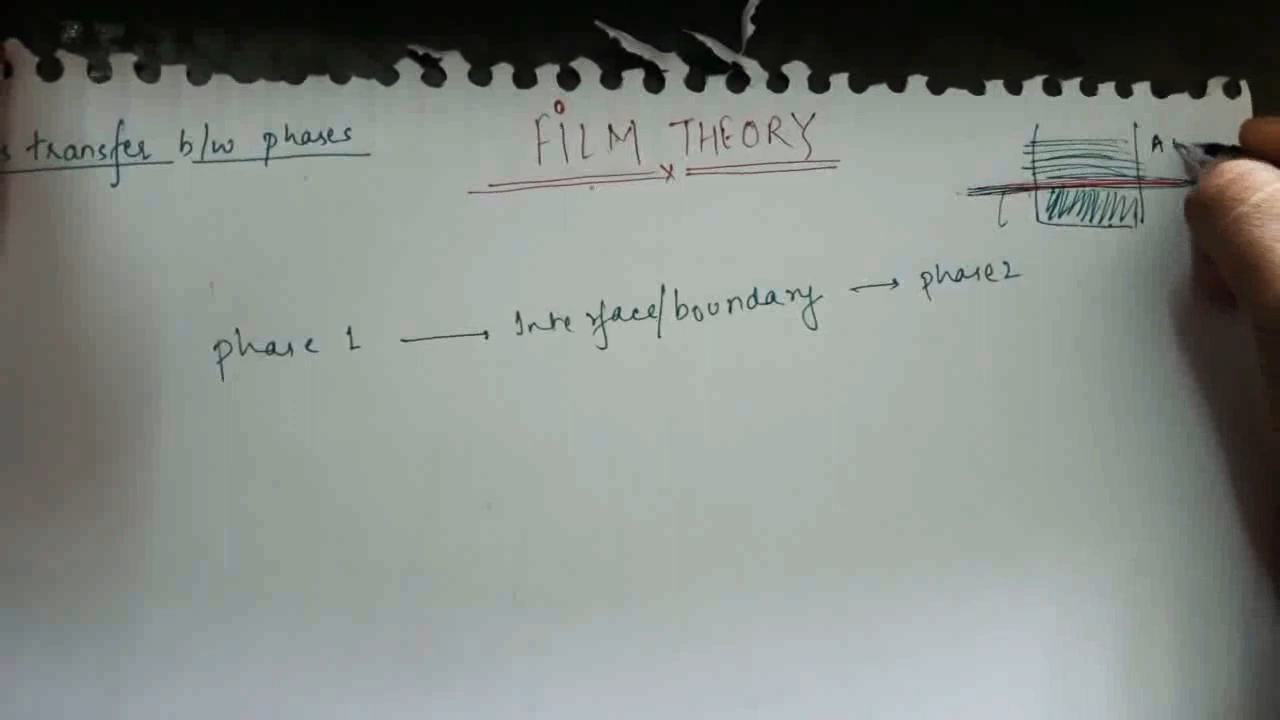 FiLM THEORY
s transfer b/w phases
A
phase 1 → Interface/boundary → phase 2